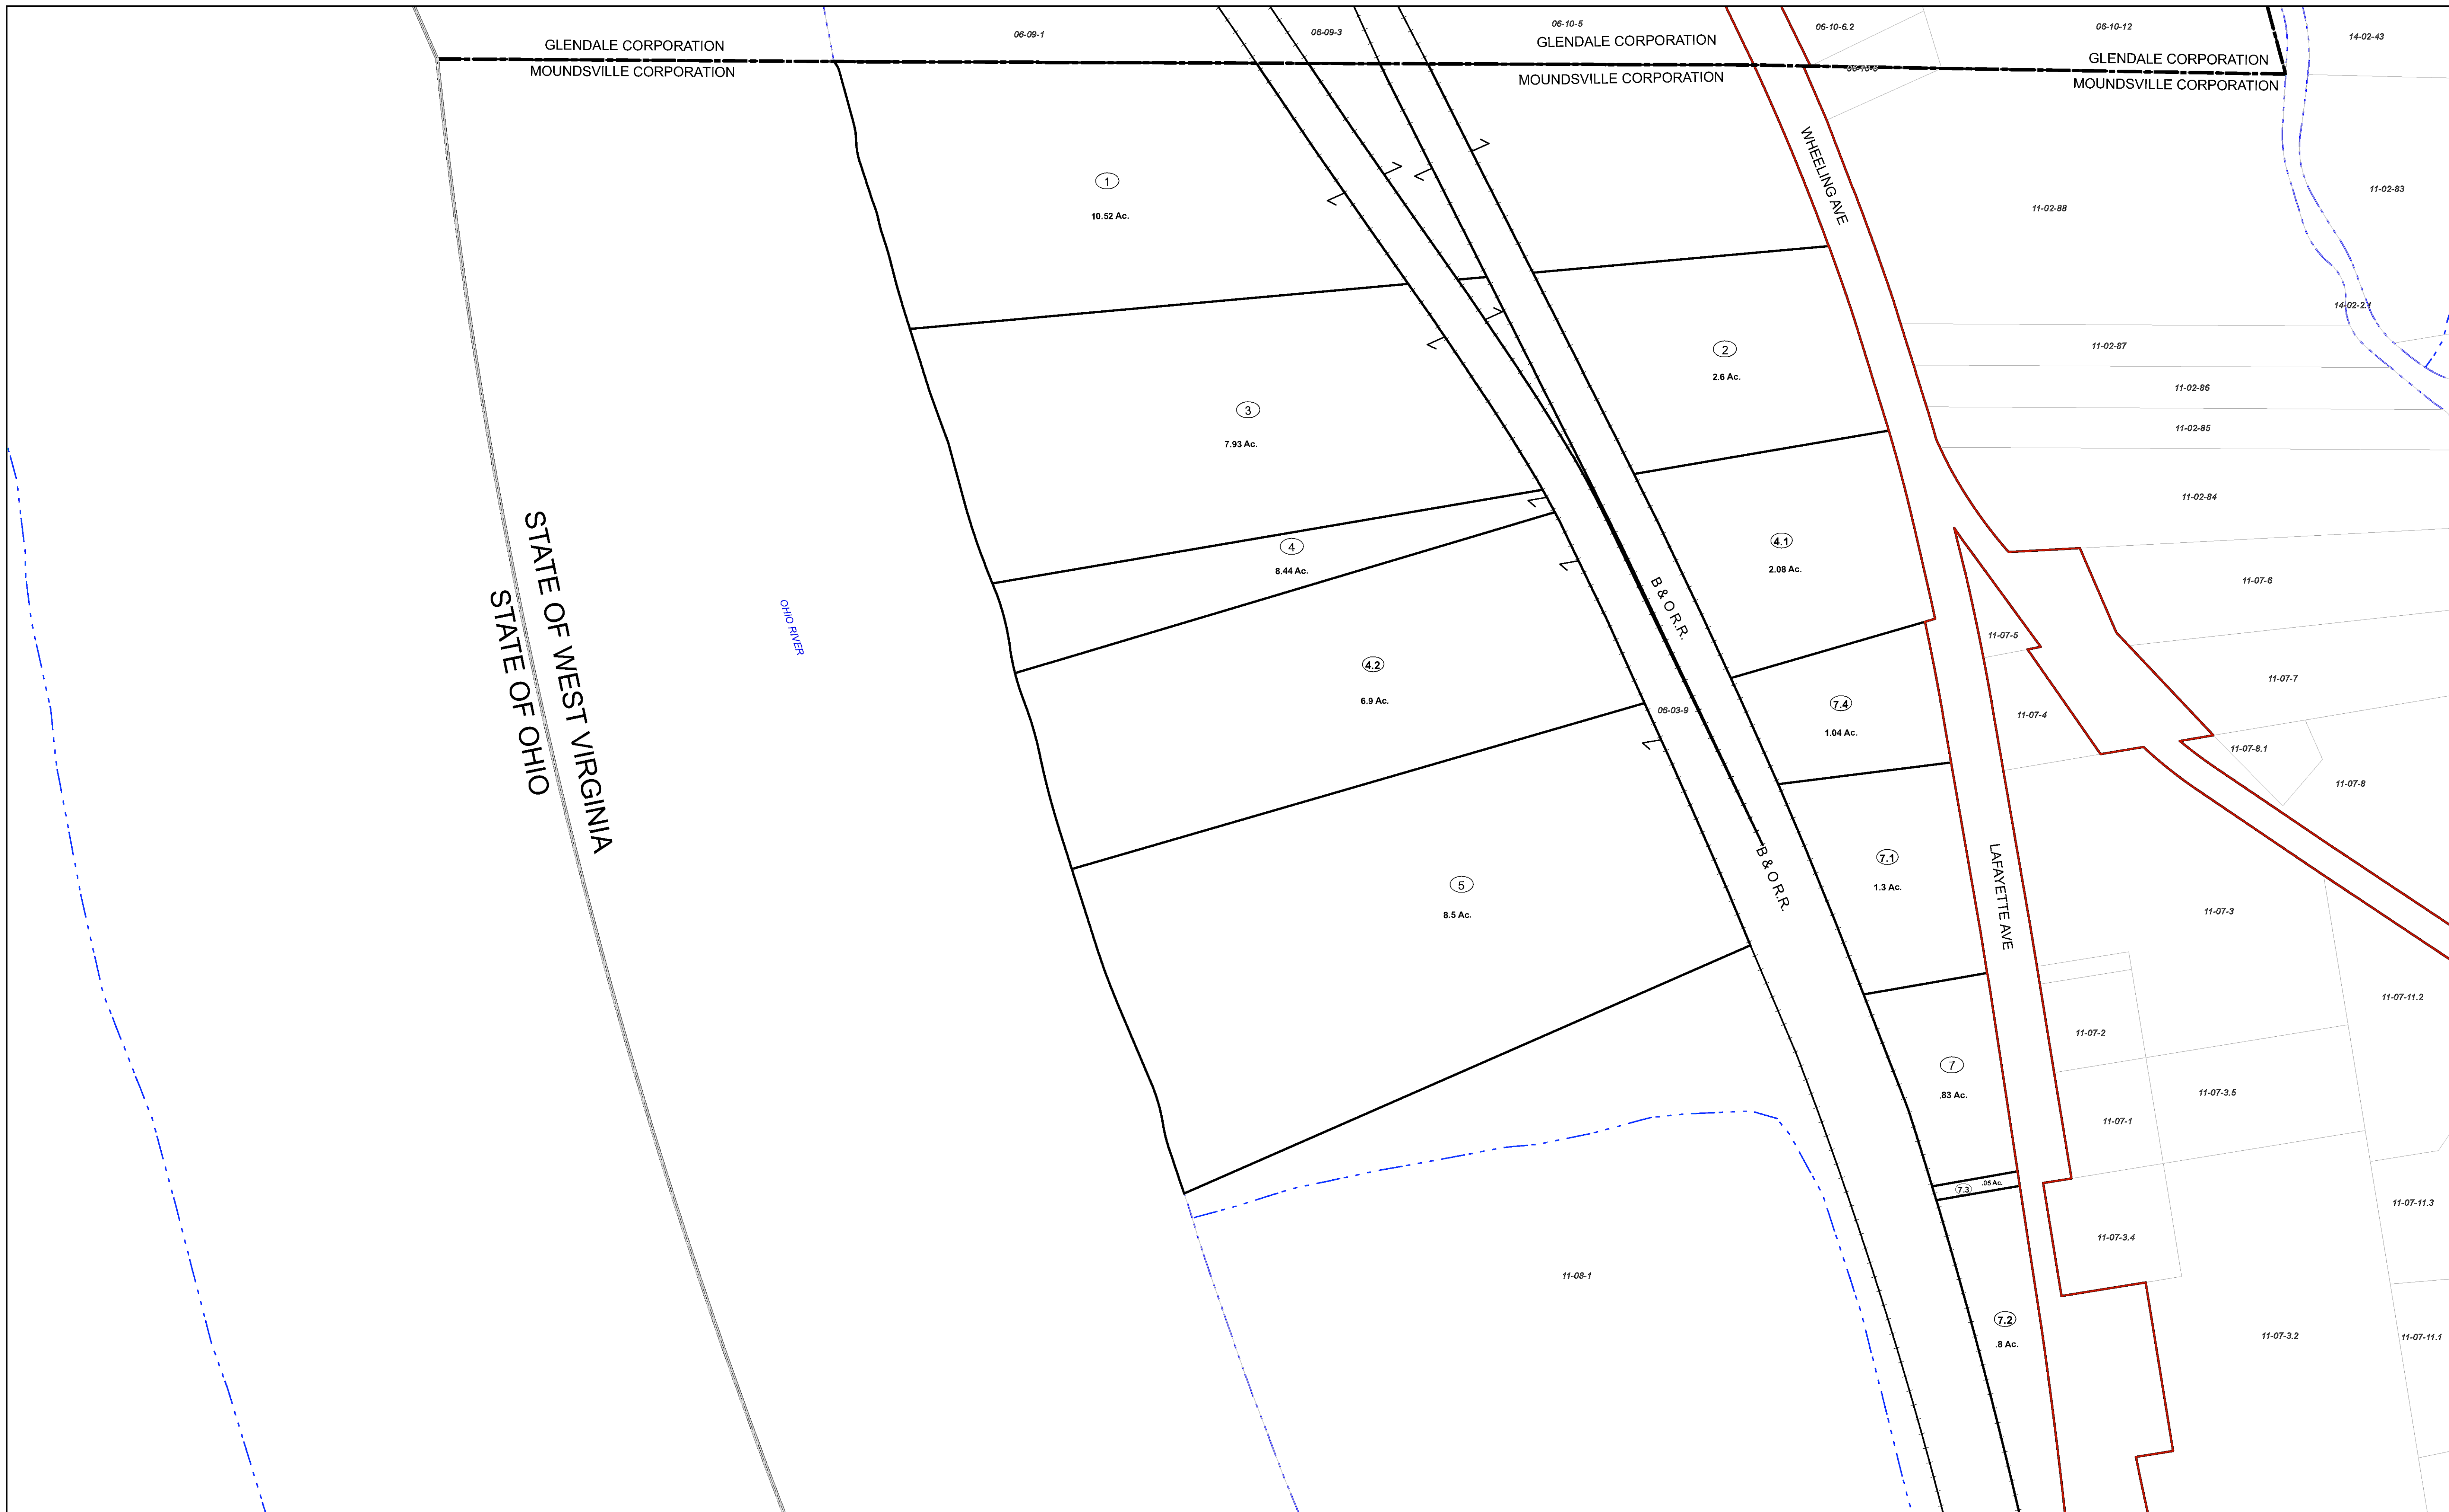 06-09-1
06-09-3
06-10-5
06-10-6.2
06-10-12
14-02-43
GLENDALE CORPORATION
MOUNDSVILLE CORPORATION
GLENDALE CORPORATION
MOUNDSVILLE CORPORATION
GLENDALE CORPORATION
MOUNDSVILLE CORPORATION
WHEELING AVE
1
10.52 Ac.
11-02-83
11-02-88
14-02-2.1
2
2.6 Ac.
11-02-87
11-02-86
11-02-85
11-02-84
3
7.93 Ac.
4
8.44 Ac.
4.1
2.08 Ac.
11-07-6
STATE OF WEST VIRGINIA
STATE OF OHIO
OHIO RIVER
B & O R.R.
11-07-5
4.2
6.9 Ac.
06-03-9
7.4
1.04 Ac.
11-07-4
11-07-7
11-07-8.1
11-07-8
5
8.5 Ac.
B & O R.R.
7.1
1.3 Ac.
LAFAYETTE AVE
11-07-3
11-07-11.2
11-07-2
7
.83 Ac.
11-07-3.5
11-07-1
7.3
.05 Ac.
11-07-11.3
11-07-3.4
11-08-1
7.2
.8 Ac.
11-07-3.2
11-07-11.1